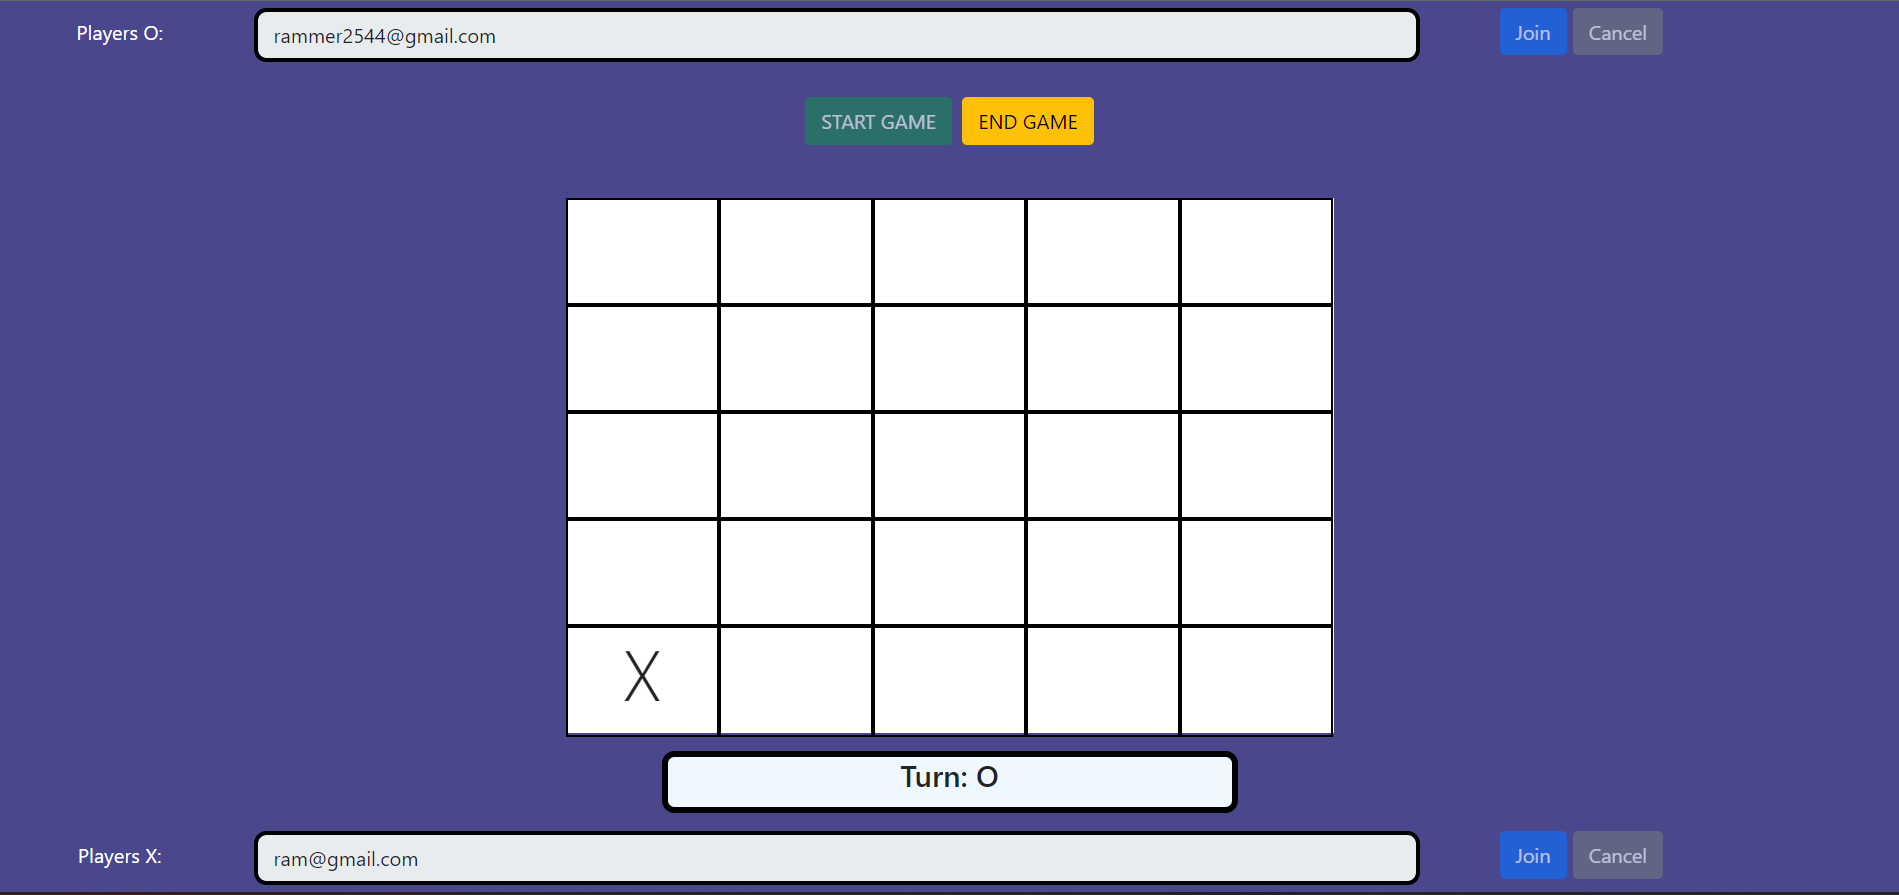 Players O: rammer2544@gmail.com Join Cancel
START GAME END GAME
X
Turn: O
Players X: ram@gmail.com Join Cancel